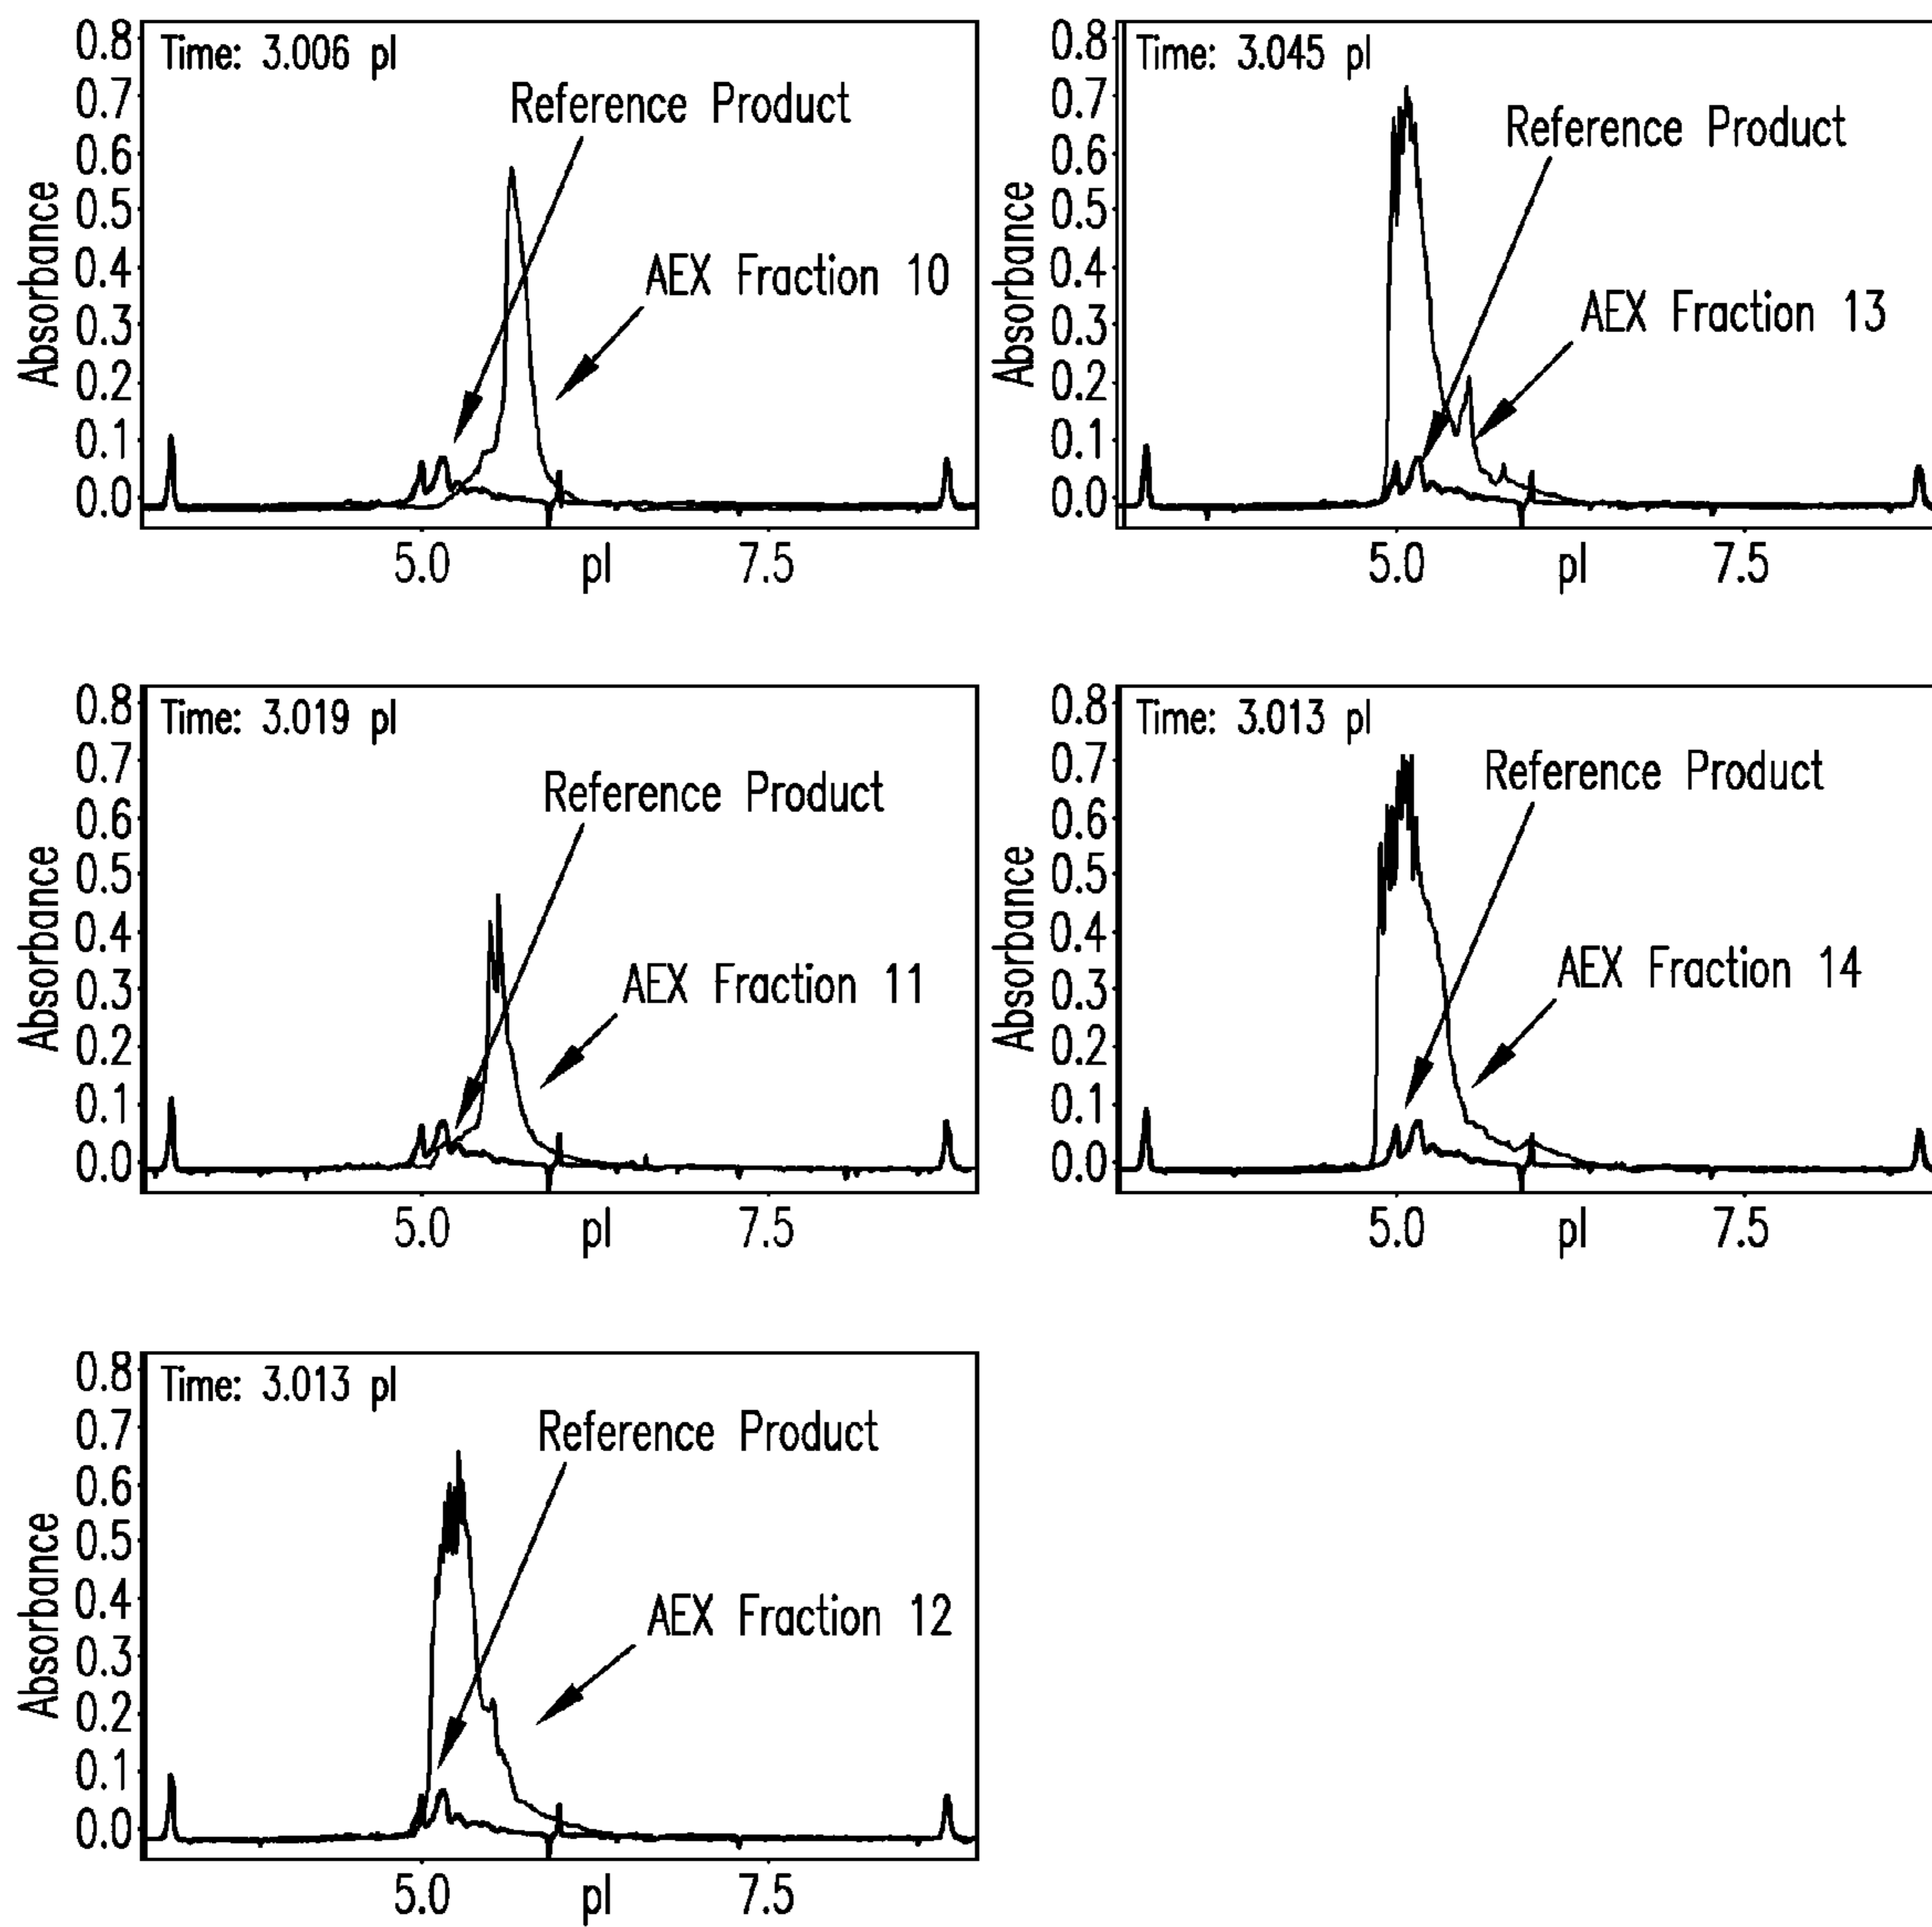 Time: 3.006 pI
Reference Product
AEX Fraction 10
Absorbance
0.8
0.7
0.6
0.5
0.4
0.3
0.2
0.1
0.0
5.0 pI 7.5
Time: 3.045 pI
Reference Product
AEX Fraction 13
Absorbance
0.8
0.7
0.6
0.5
0.4
0.3
0.2
0.1
0.0
5.0 pI 7.5
Time: 3.019 pI
Reference Product
AEX Fraction 11
Absorbance
0.8
0.7
0.6
0.5
0.4
0.3
0.2
0.1
0.0
5.0 pI 7.5
Time: 3.013 pI
Reference Product
AEX Fraction 14
Absorbance
0.8
0.7
0.6
0.5
0.4
0.3
0.2
0.1
0.0
5.0 pI 7.5
Time: 3.013 pI
Reference Product
AEX Fraction 12
Absorbance
0.8
0.7
0.6
0.5
0.4
0.3
0.2
0.1
0.0
5.0 pI 7.5